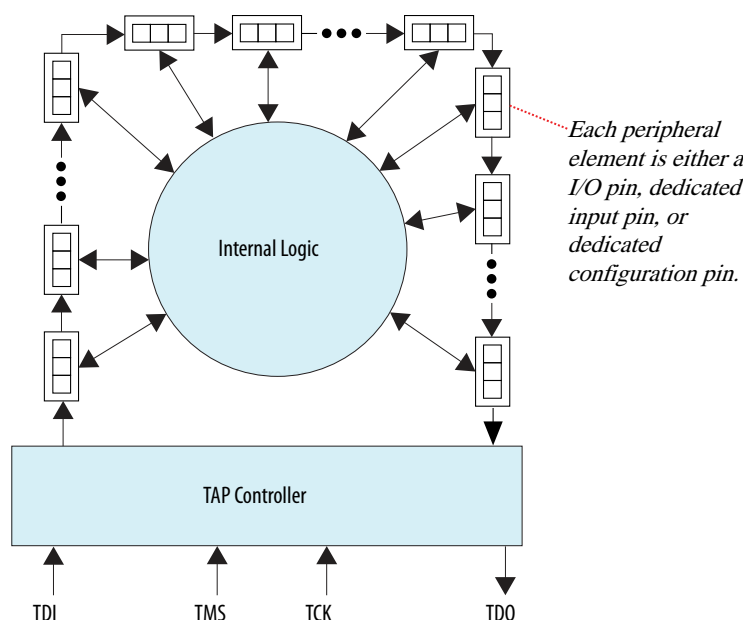 Each peripheral
element is either a
I/O pin, dedicated
input pin, or
dedicated
configuration pin.
Internal Logic
TAP Controller
TDI
TMS
TCK
TDO